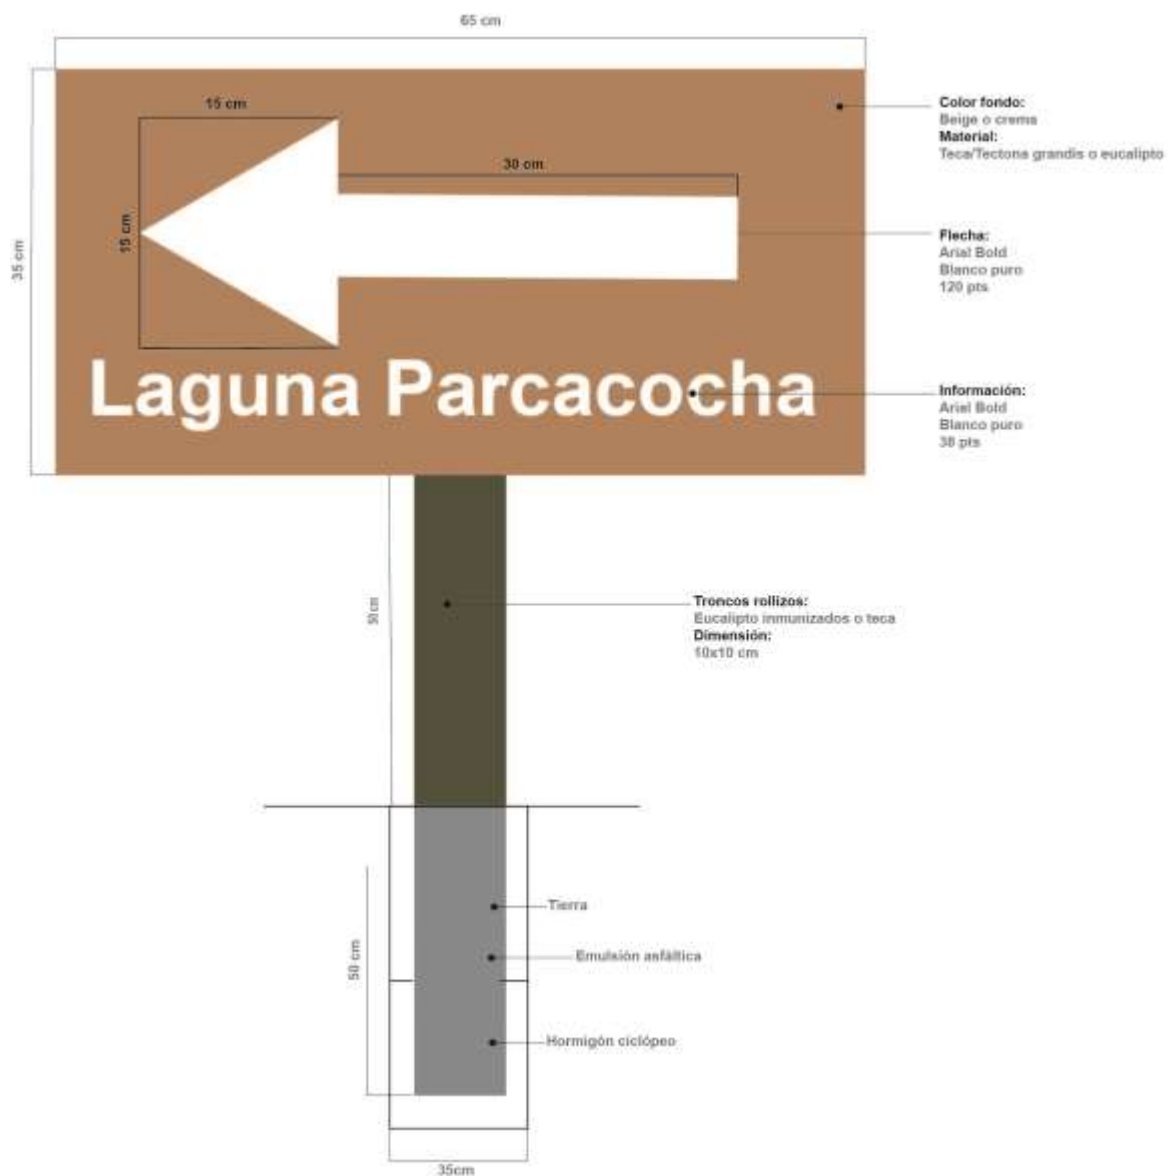 65 cm
15 cm
30 cm
15 cm
35 cm
Color fondo:
Beige o crema
Material:
Teca/Tectona grandis o eucalipto
Flecha:
Arial Bold
Blanco puro
120 pts
Laguna Parcacocha
Información:
Arial Bold
Blanco puro
38 pts
50 cm
Troncos rollizos:
Eucalipto inmunizados o teca
Dimensión:
10x10 cm
Tierra
Emulsión asfáltica
50 cm
Hormigón ciclópeo
35cm